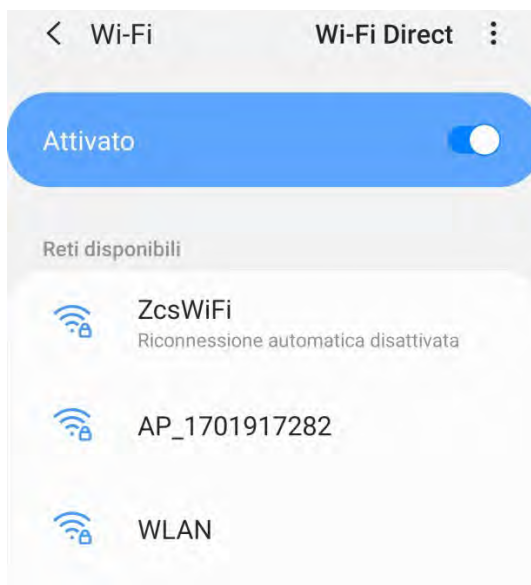 Wi-Fi Wi-Fi Direct
Attivato
Reti disponibili
ZcsWiFi
Riconnessione automatica disattivata
AP_1701917282
WLAN